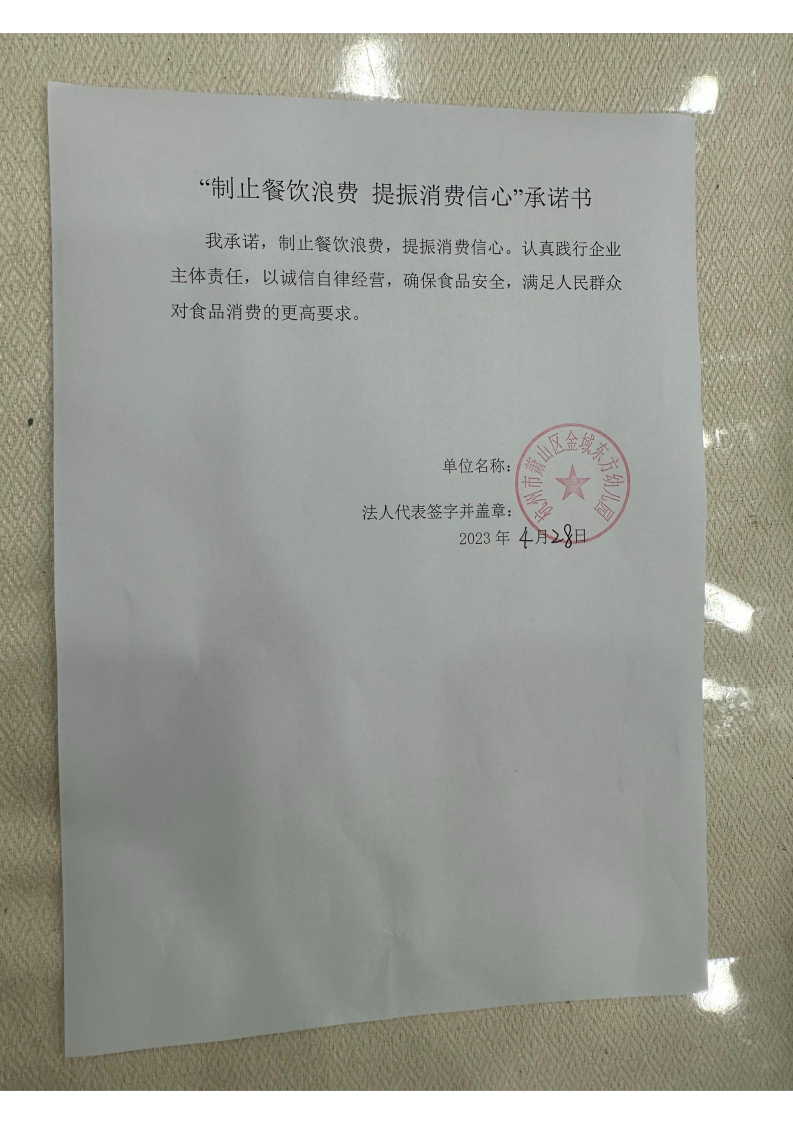 “制止餐饮浪费 提振消费信心”承诺书
我承诺，制止餐饮浪费，提振消费信心。认真践行企业
主体责任，以诚信自律经营，确保食品安全，满足人民群众
对食品消费的更高要求。
单位名称：
杭州市萧山区金域东方幼儿园
法人代表签字并盖章：
2023 年 4月28日